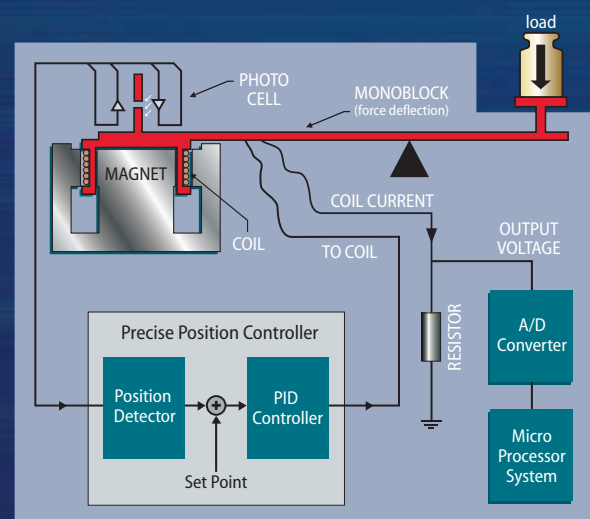 load
PHOTO
CELL
MONOBLOCK
(force deflection)
MAGNET
COIL
COIL CURRENT
TO COIL
OUTPUT
VOLTAGE
RESISTOR
A/D
Converter
Precise Position Controller
Position
Detector
+
PID
Controller
Set Point
Micro
Processor
System